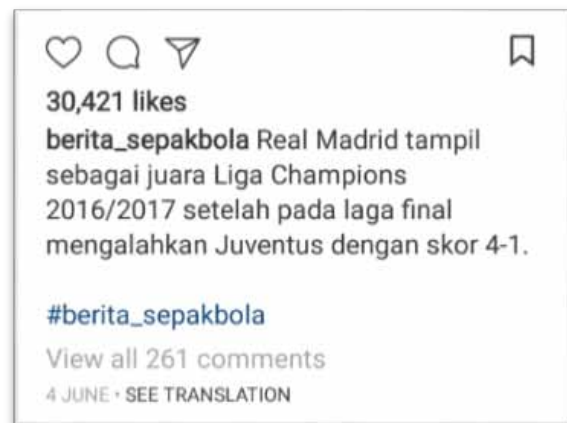 30,421 likes
berita_sepakbola Real Madrid tampil
sebagai juara Liga Champions
2016/2017 setelah pada laga final
mengalahkan Juventus dengan skor 4-1.
#berita_sepakbola
View all 261 comments
4 JUNE • SEE TRANSLATION